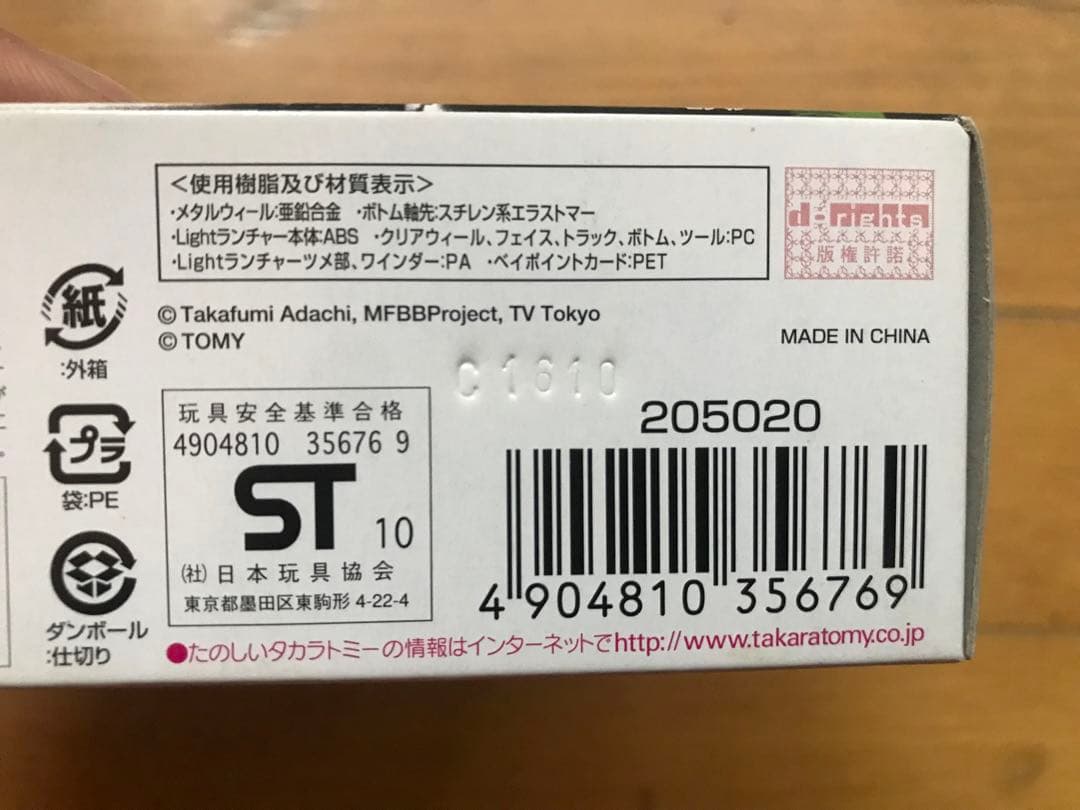 ＜使用樹脂及び材質表示＞
・メタルウィール:亜鉛合金 ・ボトム軸先:スチレン系エラストマー
・Lightランチャー本体:ABS ・クリアウィール、フェイス、トラック、ボトム、ツール:PC
・Lightランチャーツメ部、ワインダー:PA ・ベイポイントカード:PET
d-rights
版権許諾
紙
:外箱
©Takafumi Adachi, MFBBProject, TV Tokyo
©TOMY
MADE IN CHINA
C1610
プラ
袋:PE
玩具安全基準合格
4904810 35676 9
ST 10
(社)日本玩具協会
東京都墨田区東駒形 4-22-4
205020
4 904810 356769
ダンボール
:仕切り
●たのしいタカラトミーの情報はインターネットでhttp://www.takaratomy.co.jp